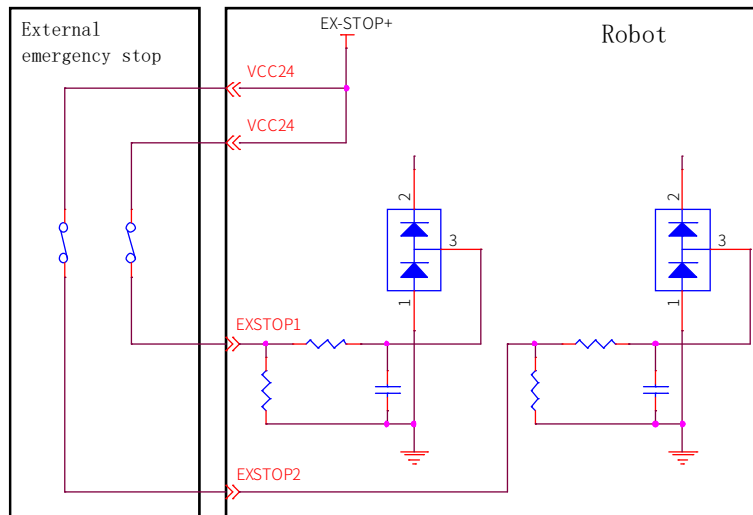 External
emergency stop
EX-STOP+
Robot
VCC24
VCC24
2
3
1
2
3
1
EXSTOP1
EXSTOP2